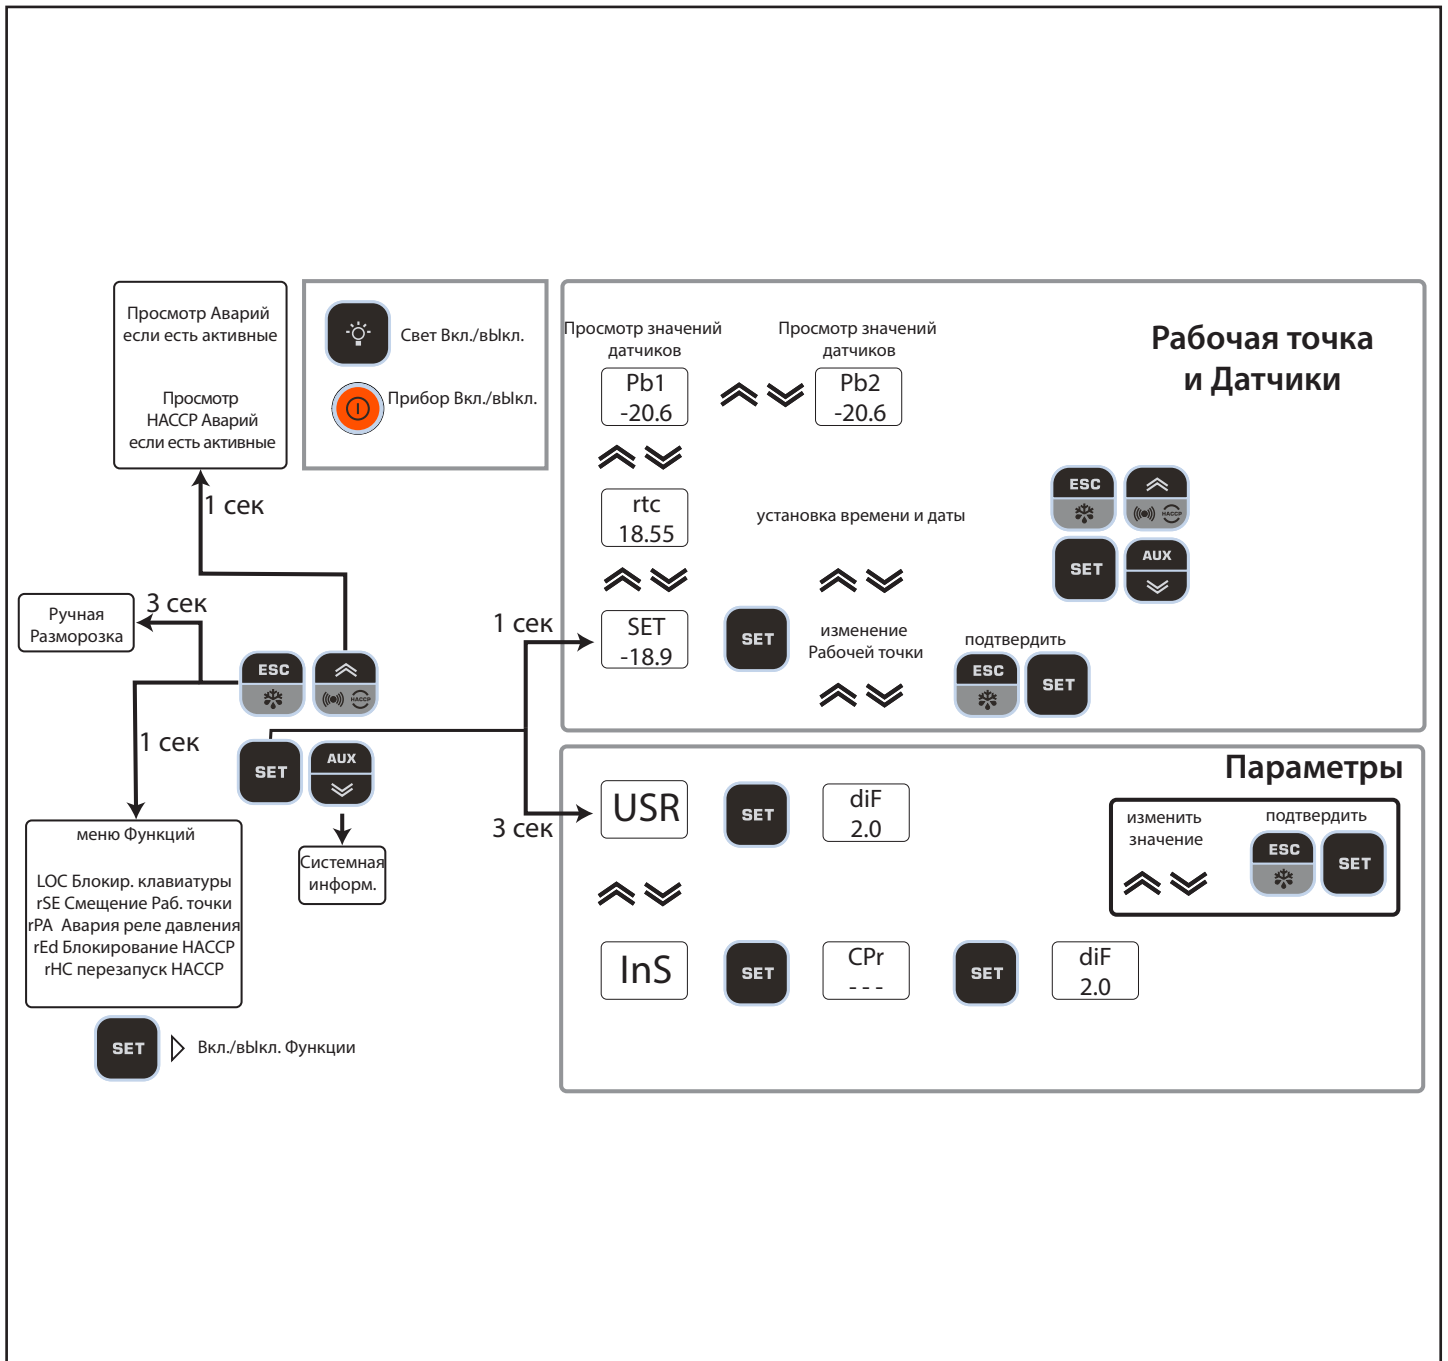 Просмотр Аварий
если есть активные
Просмотр
HACCP Аварий
если есть активные
Свет Вкл./вЫкл.
Прибор Вкл./вЫкл.
1 сек
3 сек
Ручная
Разморозка
ESC
HACCP
1 сек
SET
AUX
меню Функций
LOC Блокир. клавиатуры
rSE Смещение Раб. точки
rPA Авария реле давления
rEd Блокирование HACCP
rHC перезапуск HACCP
Системная
информ.
SET
Вкл./вЫкл. Функции
Рабочая точка
и Датчики
Просмотр значений
датчиков
Просмотр значений
датчиков
Pb1
-20.6
Pb2
-20.6
rtc
18.55
установка времени и даты
ESC
HACCP
SET
AUX
1 сек
SET
-18.9
SET
изменение
Рабочей точки
подтвердить
ESC
SET
Параметры
3 сек
USR
SET
diF
2.0
изменить
значение
подтвердить
ESC
SET
InS
SET
CPr
- - -
SET
diF
2.0